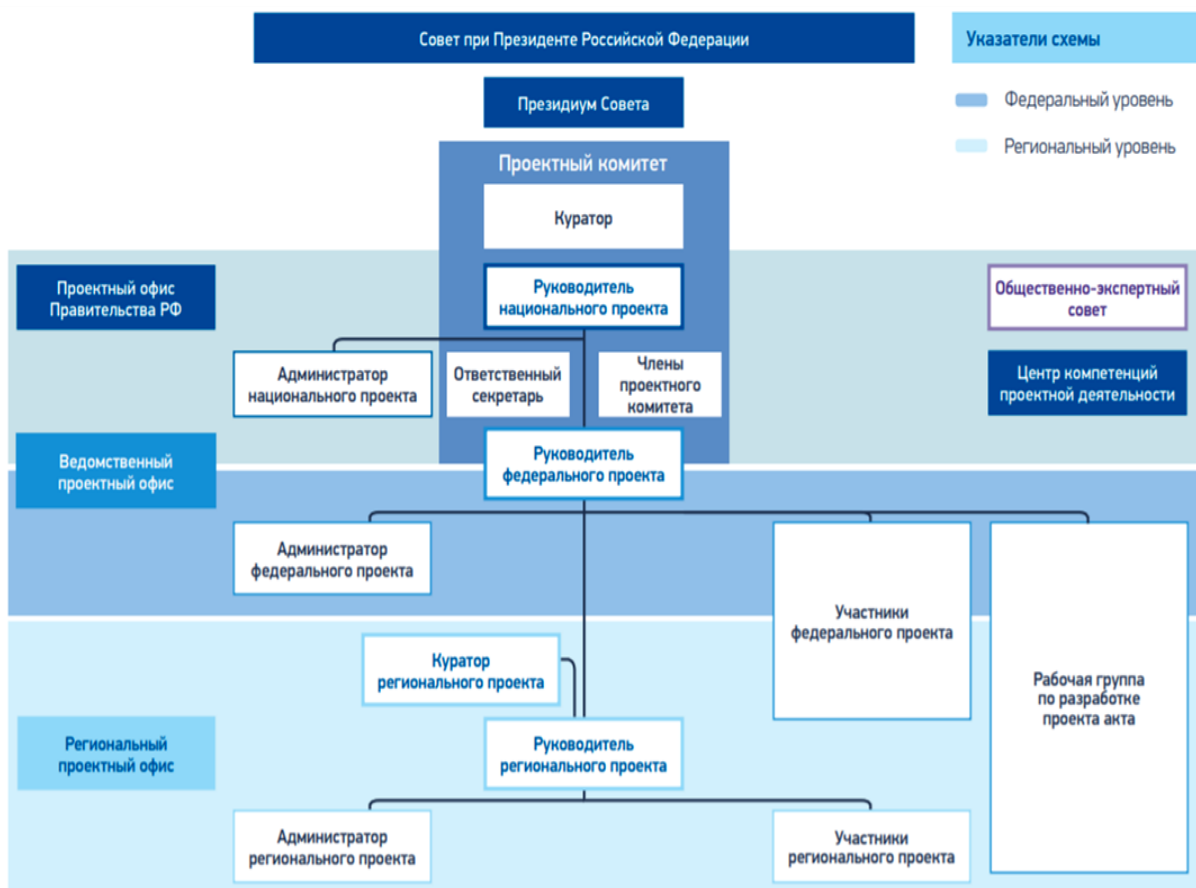 Совет при Президенте Российской Федерации
Указатели схемы
Президиум Совета
Федеральный уровень
Региональный уровень
Проектный комитет
Куратор
Проектный офис
Правительства РФ
Руководитель
национального проекта
Общественно-экспертный
совет
Администратор
национального проекта
Ответственный
секретарь
Члены
проектного
комитета
Центр компетенций
проектной деятельности
Ведомственный
проектный офис
Руководитель
федерального проекта
Администратор
федерального проекта
Участники
федерального проекта
Рабочая группа
по разработке
проекта акта
Куратор
регионального проекта
Региональный
проектный офис
Руководитель
регионального проекта
Администратор
регионального проекта
Участники
регионального проекта